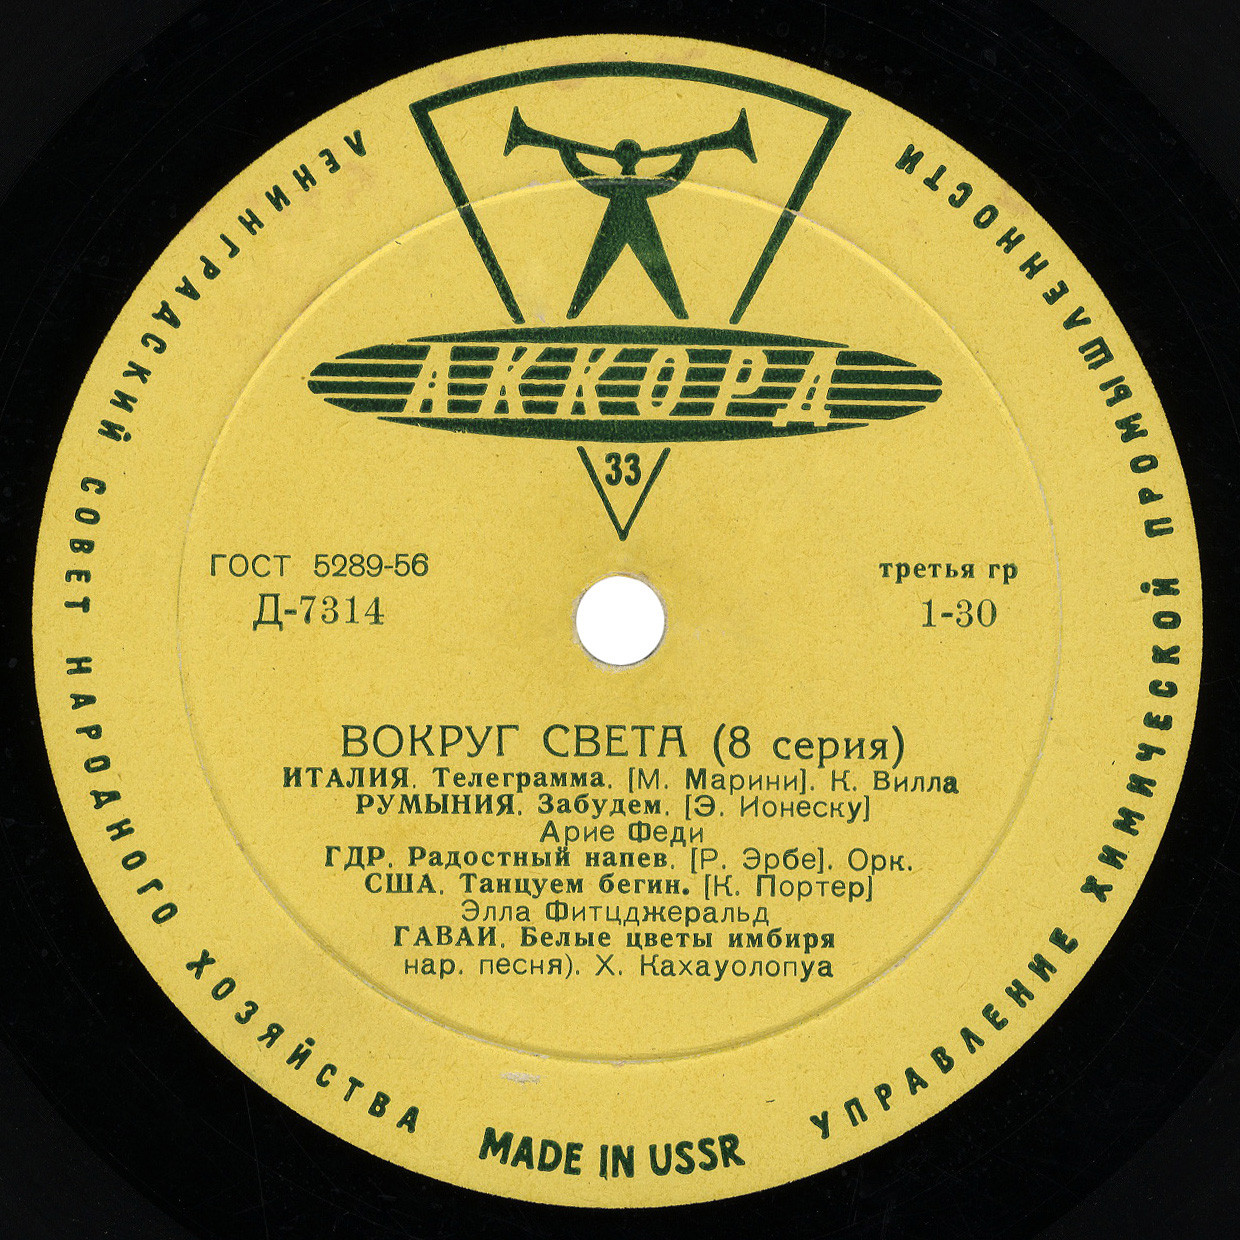 ЛЕНИНГРАДСКИЙ СОВЕТ НАРОДНОГО ХОЗЯЙСТВА
УПРАВЛЕНИЕ ХИМИЧЕСКОЙ ПРОМЫШЛЕННОСТИ
АККОРД
33
ГОСТ 5289-56
третья гр
Д-7314
1-30
ВОКРУГ СВЕТА (8 серия)
ИТАЛИЯ. Телеграмма. [М. Марини]. К. Вилла
РУМЫНИЯ. Забудем. [Э. Ионеску]
Арие Феди
ГДР. Радостный напев. [Р. Эрбе]. Орк.
США. Танцуем бегин. [К. Портер]
Элла Фитцджеральд
ГАВАИ. Белые цветы имбиря
нар. песня). Х. Кахауолопуа
MADE IN USSR